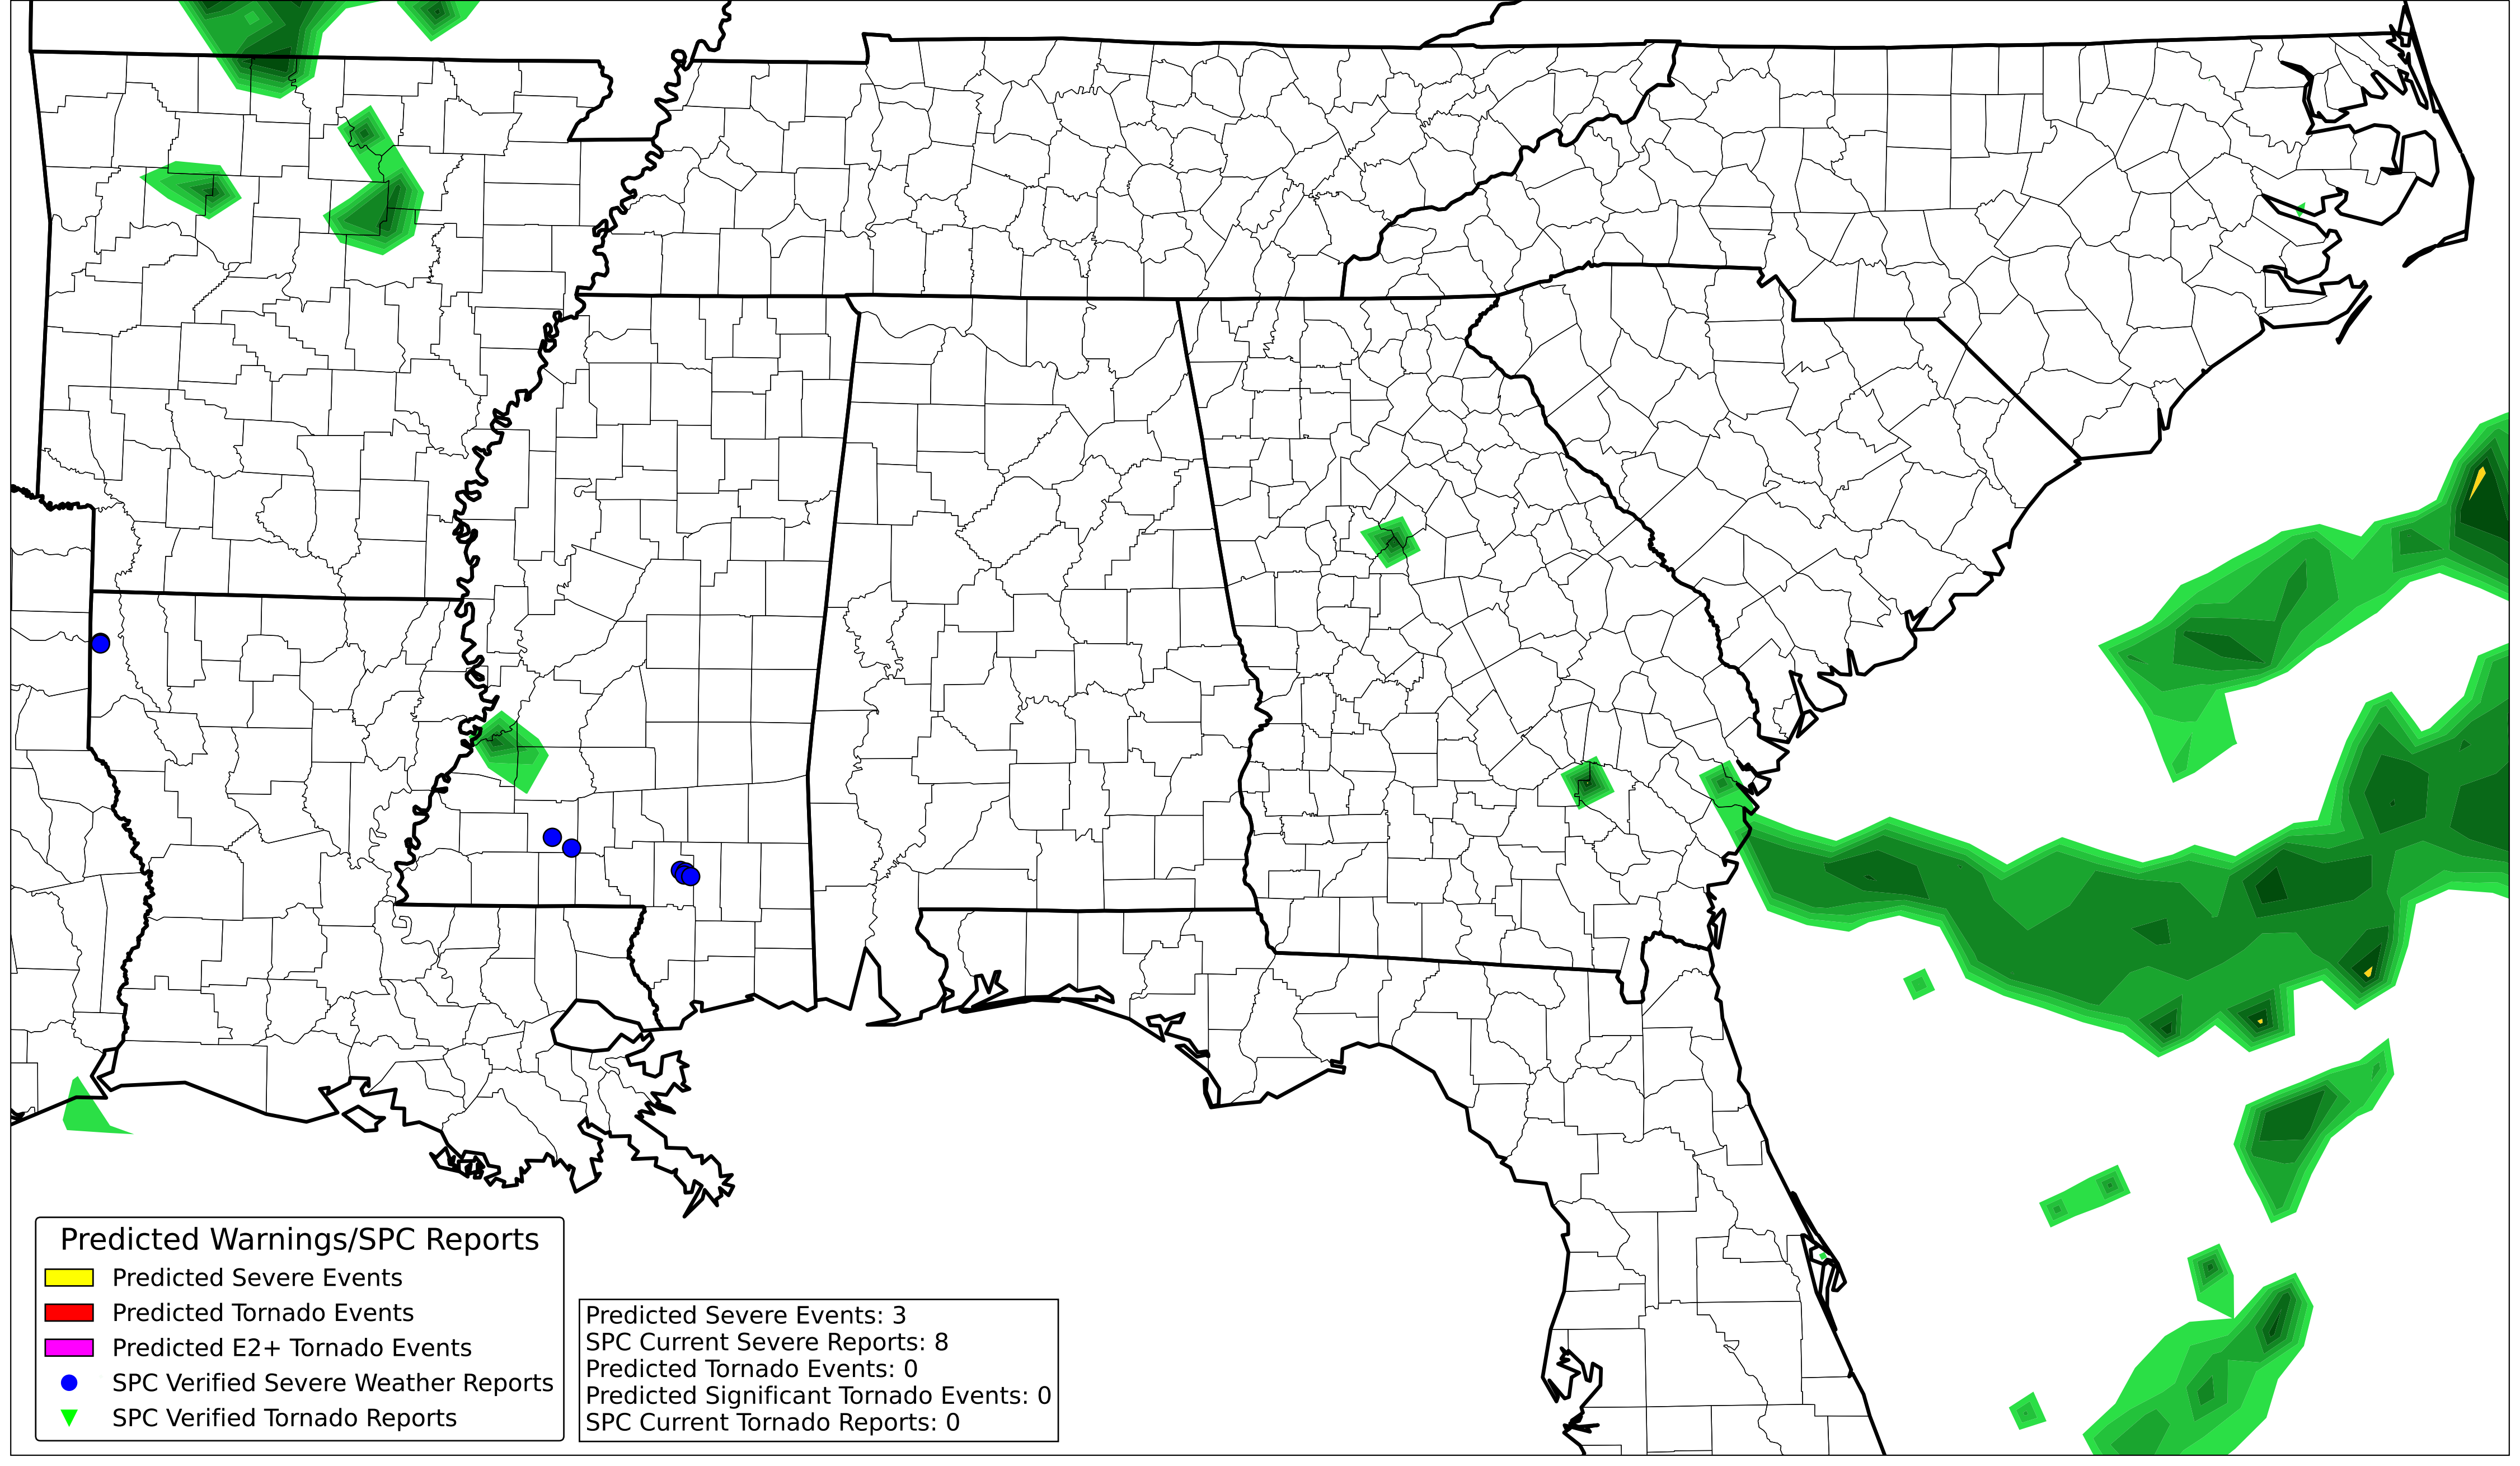 Predicted Warnings/SPC Reports
Predicted Severe Events
Predicted Tornado Events
Predicted E2+ Tornado Events
SPC Verified Severe Weather Reports
SPC Verified Tornado Reports
Predicted Severe Events: 3
SPC Current Severe Reports: 8
Predicted Tornado Events: 0
Predicted Significant Tornado Events: 0
SPC Current Tornado Reports: 0